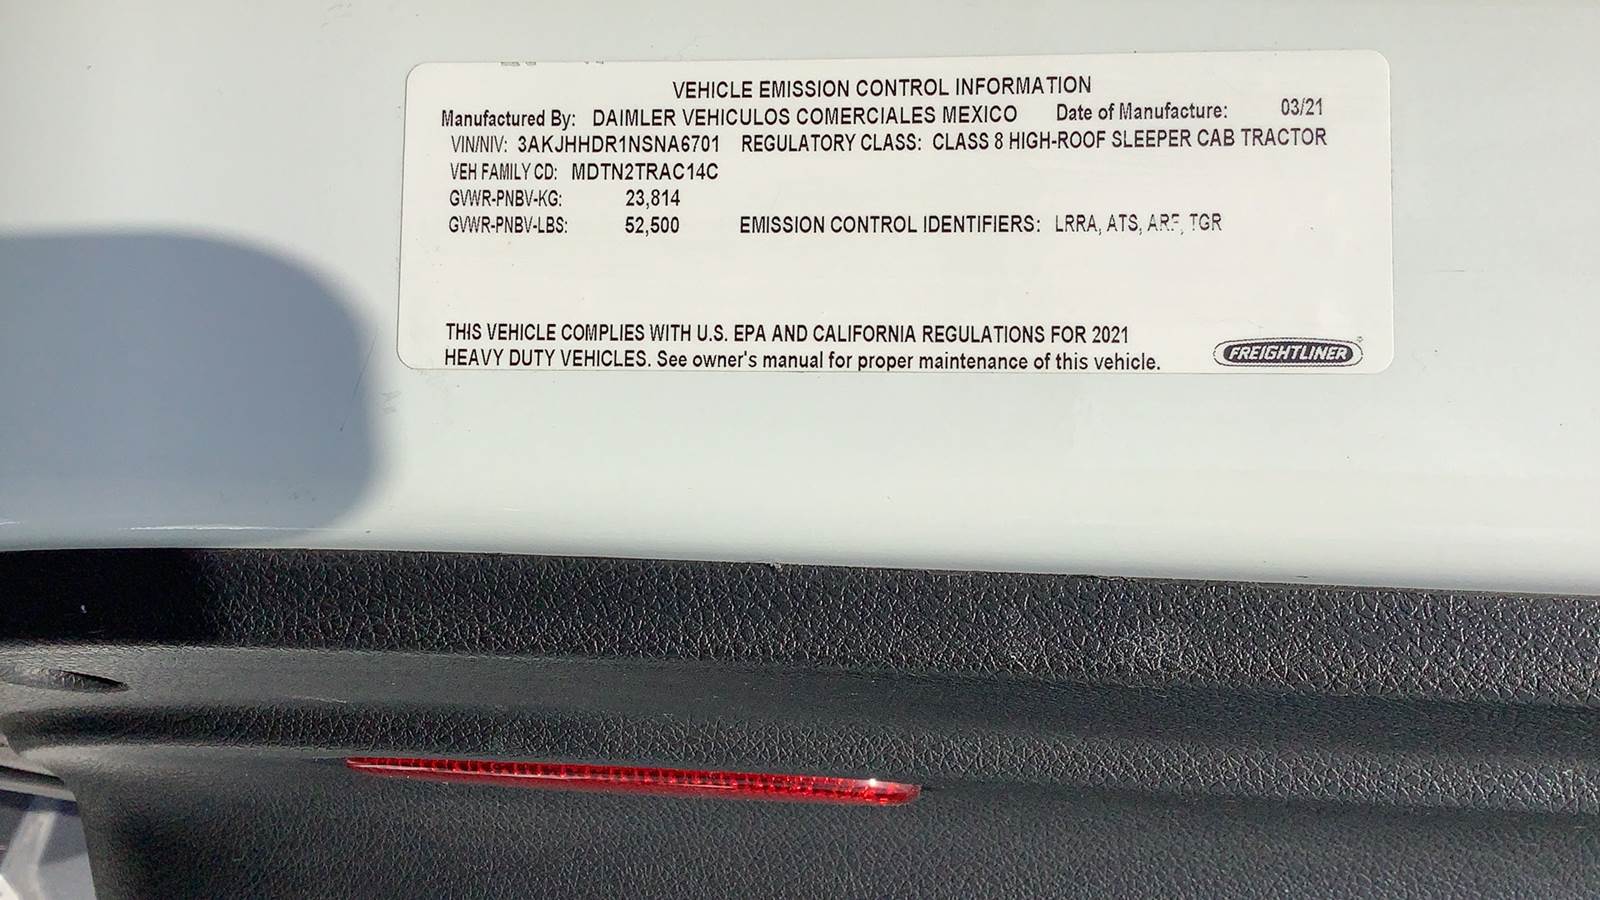 VEHICLE EMISSION CONTROL INFORMATION
Manufactured By: DAIMLER VEHICULOS COMERCIALES MEXICO Date of Manufacture: 03/21
VIN/NIV: 3AKJHHDR1NSNA6701 REGULATORY CLASS: CLASS 8 HIGH-ROOF SLEEPER CAB TRACTOR
VEH FAMILY CD: MDTN2TRAC14C
GVWR-PNBV-KG: 23,814
GVWR-PNBV-LBS: 52,500 EMISSION CONTROL IDENTIFIERS: LRRA, ATS, ARF, TGR
THIS VEHICLE COMPLIES WITH U.S. EPA AND CALIFORNIA REGULATIONS FOR 2021
HEAVY DUTY VEHICLES. See owner's manual for proper maintenance of this vehicle.
FREIGHTLINER